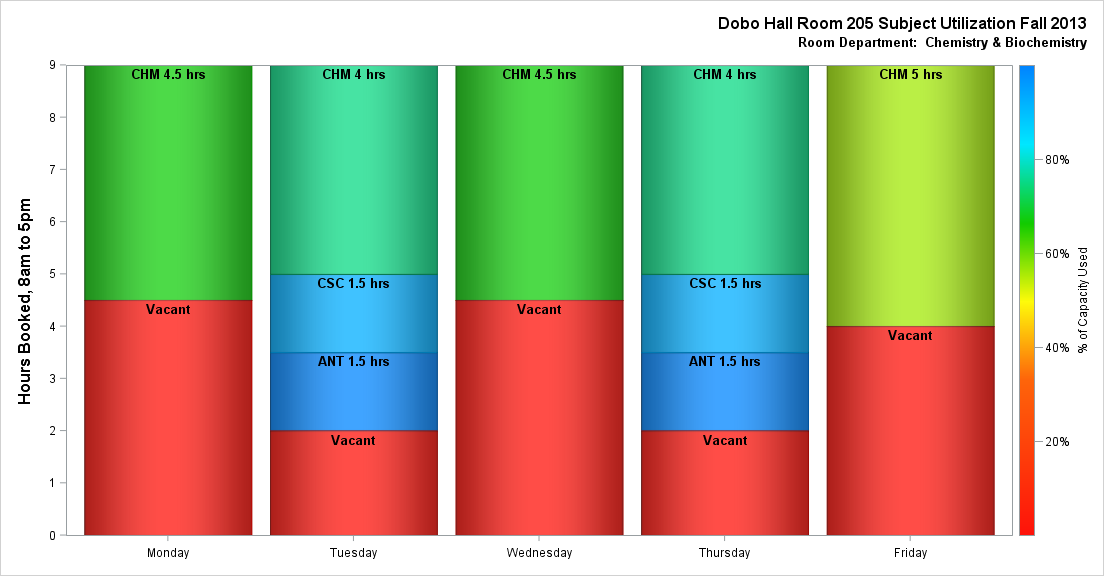 Dobo Hall Room 205 Subject Utilization Fall 2013
Room Department:  Chemistry & Biochemistry
Hours Booked, 8am to 5pm
9
8
7
6
5
4
3
2
1
0
CHM 4.5 hrs
Vacant
CHM 4 hrs
CSC 1.5 hrs
ANT 1.5 hrs
Vacant
CHM 4.5 hrs
Vacant
CHM 4 hrs
CSC 1.5 hrs
ANT 1.5 hrs
Vacant
CHM 5 hrs
Vacant
Monday
Tuesday
Wednesday
Thursday
Friday
80%
60%
40%
20%
% of Capacity Used